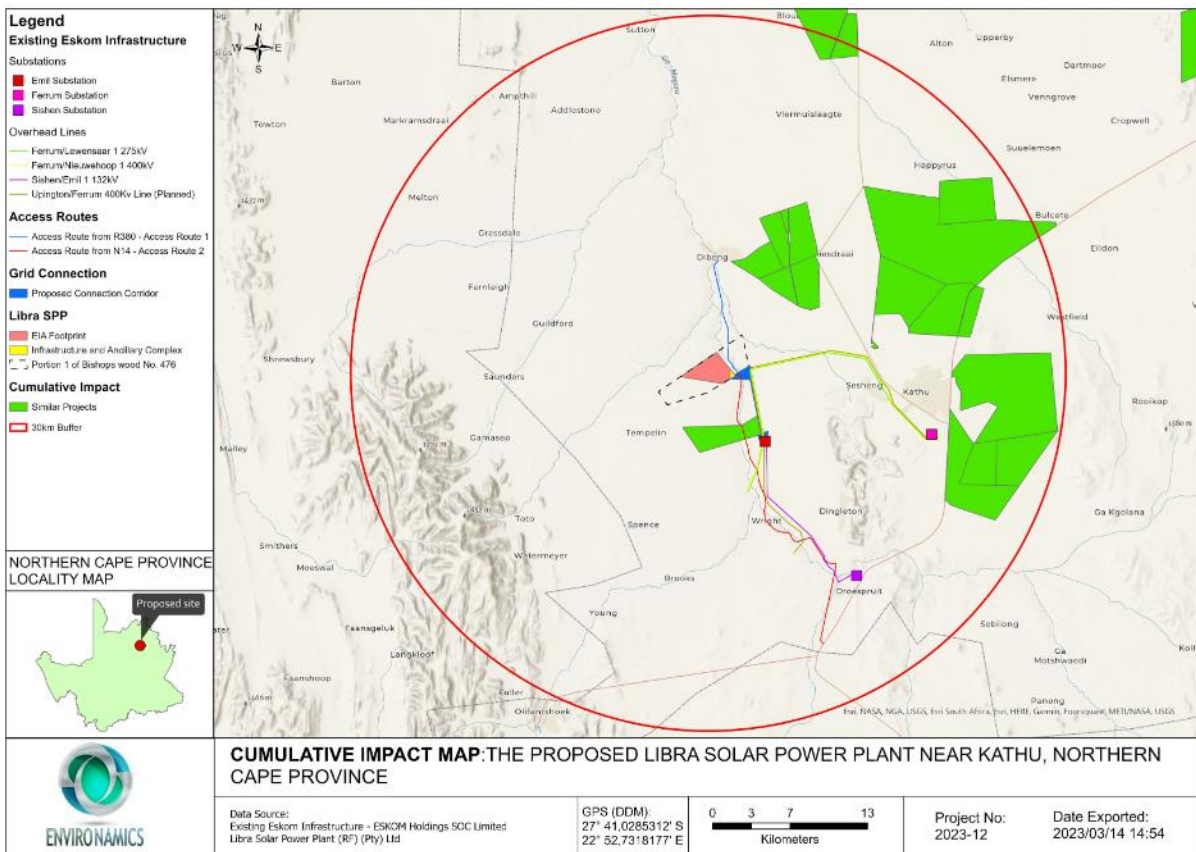 Legend
Existing Eskom Infrastructure
Substations
Emil Substation
Ferrum Substation
Sishen Substation
Overhead Lines
Ferrum/Lewensaar 1 275kV
Ferrum/Nieuwehoop 1 400kV
Sishen/Emil 1 132kV
Upington/Ferrum 400Kv Line (Planned)
Access Routes
Access Route from R380 - Access Route 1
Access Route from N14 - Access Route 2
Grid Connection
Proposed Connection Corridor
Libra SPP
EIA Footprint
Infrastructure and Ancillary Complex
Portion 1 of Bishops wood No. 476
Cumulative Impact
Similar Projects
30km Buffer
NORTHERN CAPE PROVINCE
LOCALITY MAP
Proposed site
N
W E
S
Sutton
Alton
Upperby
Dartmoor
Barton
Elsmere
Venngrove
Ampthill
Addlestone
Markramsdraai
Viermuislaagte
Cropwell
Towton
Suuelemoen
Happyrus
Melton
Bulcote
Grassdale
Dibeng
Elldon
Fernleigh
Guildford
Westfield
Shrewsbury
Saunders
Sesheng
Kathu
Rooikop
Gamasep
Tempelin
Malley
Toto
Spence
Wright
Dingleton
Ga Kgolana
Smithers
Watermeyer
Meeswal
Brooks
Droespruit
Young
Sebilong
Faansgeluk
Langkloof
Ga
Motshwaedi
Faanshoop
Fuller
Olifantshoek
Paneng
Esri, NASA, NGA, USGS, Esri South Africa, Esri, HERE, Garmin, Foursquare, METI/NASA, USGS
ENVIRONAMICS
CUMULATIVE IMPACT MAP:THE PROPOSED LIBRA SOLAR POWER PLANT NEAR KATHU, NORTHERN
CAPE PROVINCE
Data Source:
Existing Eskom Infrastructure - ESKOM Holdings SOC Limited
Libra Solar Power Plant (RF) (Pty) Ltd
GPS (DDM):
27° 41,0285312' S
22° 52,7318177' E
0 3 7 13
Kilometers
Project No:
2023-12
Date Exported:
2023/03/14 14:54